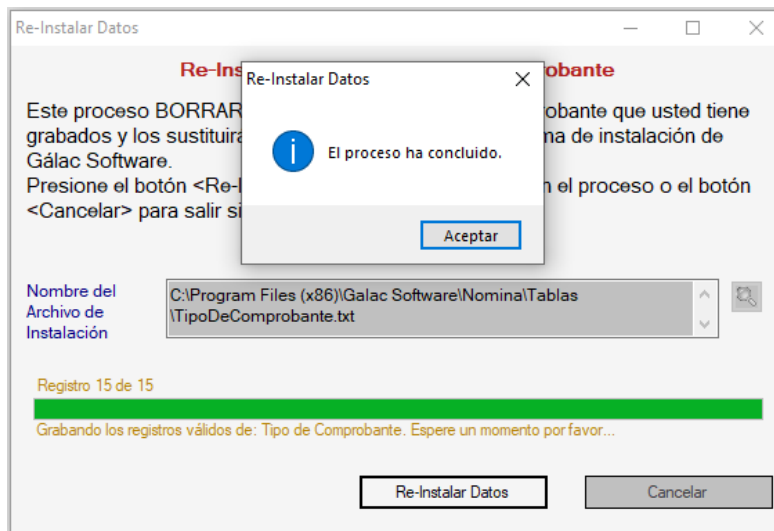 Re-Instalar Datos
Re-Ins
obante
Re-Instalar Datos
Este proceso BORRAR
obante que usted tiene
grabados y los sustituirá
ma de instalación de
El proceso ha concluido.
Gálac Software.
Presione el botón <Re-I
n el proceso o el botón
<Cancelar> para salir si
Aceptar
Nombre del
Archivo de
Instalación
C:\Program Files (x86)\Galac Software\Nomina\Tablas
\TipoDeComprobante.txt
Registro 15 de 15
Grabando los registros válidos de: Tipo de Comprobante. Espere un momento por favor...
Re-Instalar Datos
Cancelar